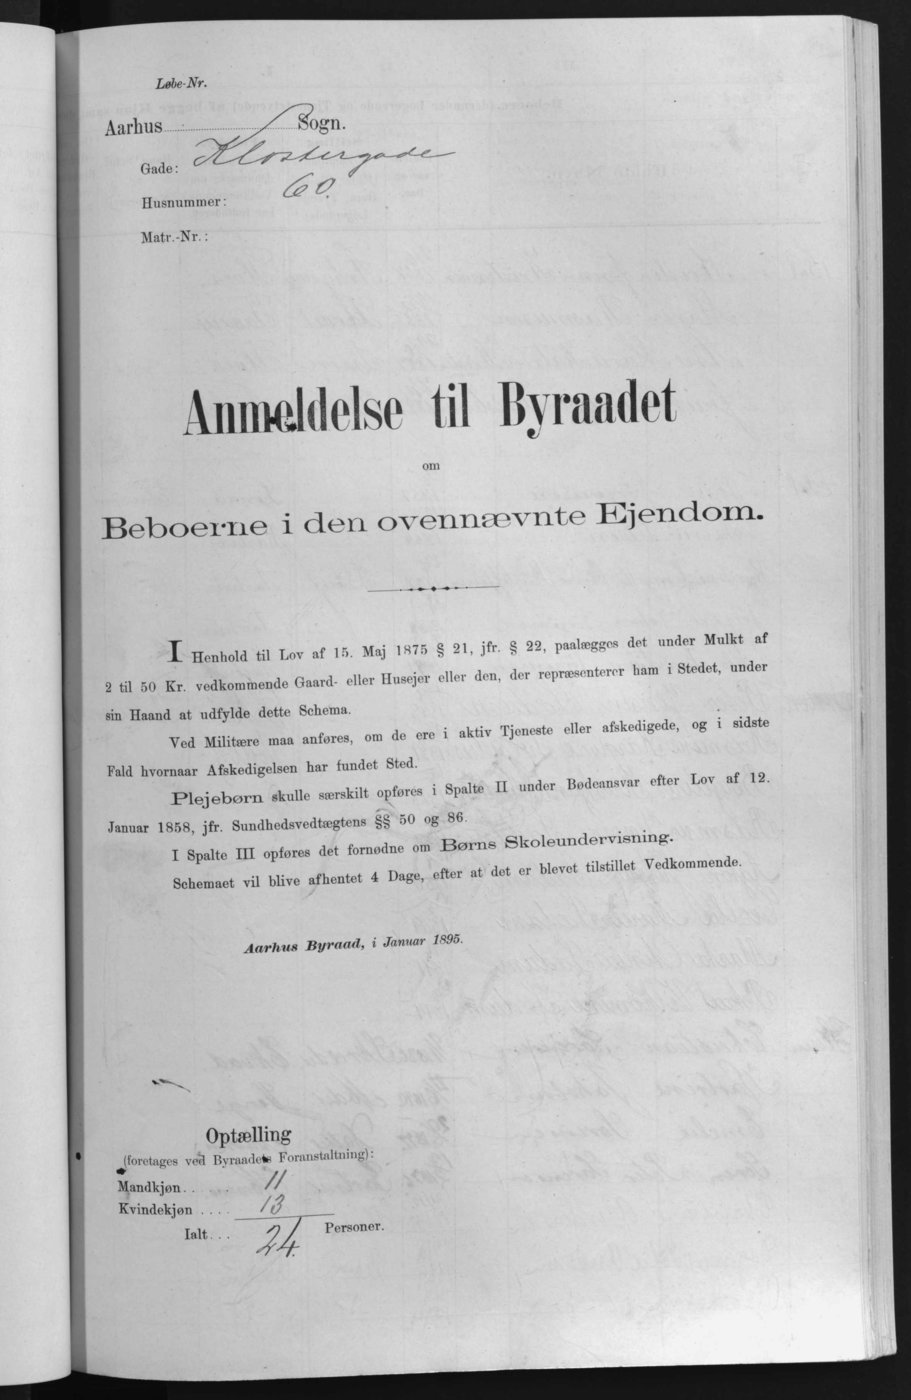 Løbe-Nr.
Aarhus Sogn.
Gade: Klostergade
Husnummer: 60.
Matr.-Nr.:
Anmeldelse til Byraadet
om
Beboerne i den ovennævnte Ejendom.
I Henhold til Lov af 15. Maj 1875 § 21, jfr. § 22, paalægges det under Mulkt af
2 til 50 Kr. vedkommende Gaard- eller Husejer eller den, der repræsenterer ham i Stedet, under
sin Haand at udfylde dette Schema.
Ved Militære maa anføres, om de ere i aktiv Tjeneste eller afskedigede, og i sidste
Fald hvornaar Afskedigelsen har fundet Sted.
Plejebørn skulle særskilt opføres i Spalte II under Bødeansvar efter Lov af 12.
Januar 1858, jfr. Sundhedsvedtægtens §§ 50 og 86.
I Spalte III opføres det fornødne om Børns Skoleundervisning.
Schemaet vil blive afhentet 4 Dage, efter at det er blevet tilstillet Vedkommende.
Aarhus Byraad, i Januar 1895.
Optælling
(foretages ved Byraadets Foranstaltning):
Mandkjøn..... 11
Kvindekjøn .... 13
Ialt... 24. Personer.